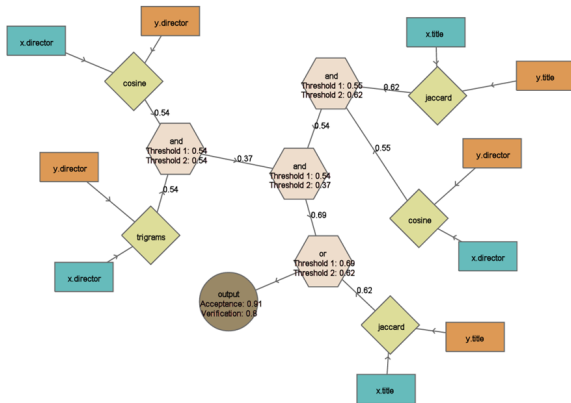 y.director
x.director
cosine
0.54
and
Threshold 1: 0.54
Threshold 2: 0.54
0.37
y.director
0.54
trigrams
x.director
x.title
and
Threshold 1: 0.55
Threshold 2: 0.62
0.62
jaccard
y.title
0.54
0.55
y.director
and
Threshold 1: 0.54
Threshold 2: 0.37
cosine
0.69
x.director
or
Threshold 1: 0.69
Threshold 2: 0.62
output
Acceptance: 0.91
Verification: 0.6
0.62
jaccard
y.title
x.title